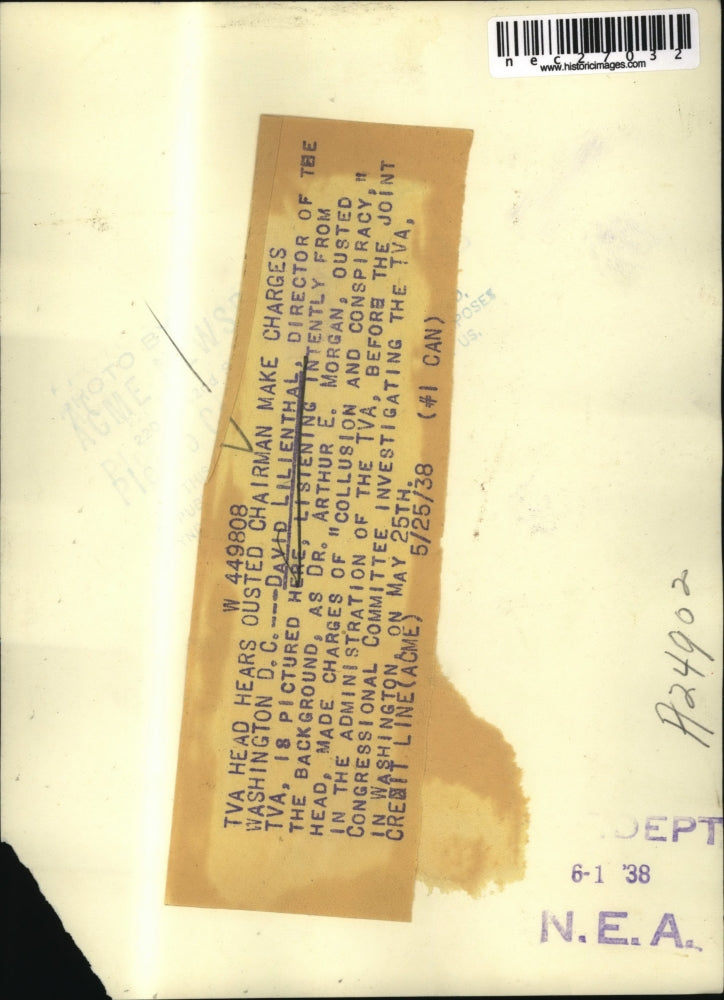 nec27032
www.historicimages.com
W 449808
TVA HEAD HEARS OUSTED CHAIRMAN MAKE CHARGES
WASHINGTON D.C.----DAVID LILIENTHAL, DIRECTOR OF THE
TVA, IS PICTURED HERE, LISTENING INTENTLY FROM
THE BACKGROUND, AS DR. ARTHUR E. MORGAN, OUSTED
HEAD, MADE CHARGES OF "COLLUSION AND CONSPIRACY,"
IN THE ADMINISTRATION OF THE TVA, BEFORE THE JOINT
CONGRESSIONAL COMMITTEE INVESTIGATING THE TVA,
IN WASHINGTON, ON MAY 25TH.
CREDIT LINE(ACME) 5/25/38 (#1 CAN)
PHOTO B
ACME
A24902
DEPT
6-1 '38
N.E.A.